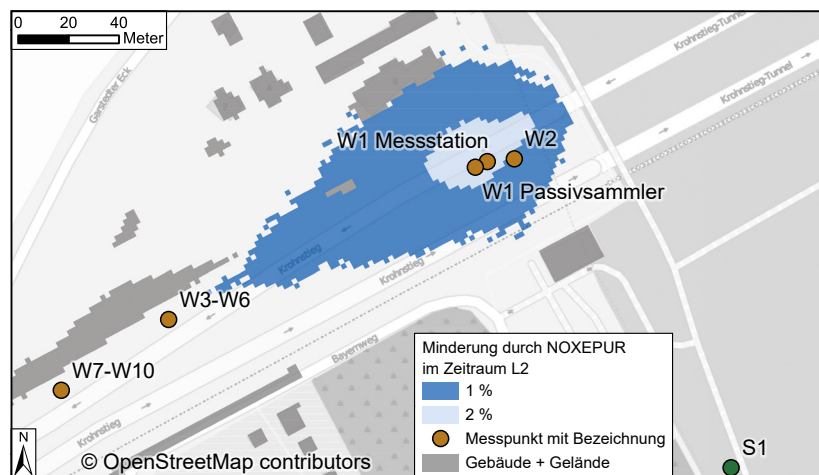 0 20 40
Meter
Krohnstieg-Tunnel
Krohnstieg-Tunnel
Garstedter Eck
W1 Messstation
W2
W1 Passivsammler
Krohnstieg
Krohnstieg
W3-W6
Bayernweg
W7-W10
Krohnstieg
Minderung durch NOXEPUR
im Zeitraum L2
1 %
2 %
Messpunkt mit Bezeichnung
Gebäude + Gelände
S1
N
© OpenStreetMap contributors